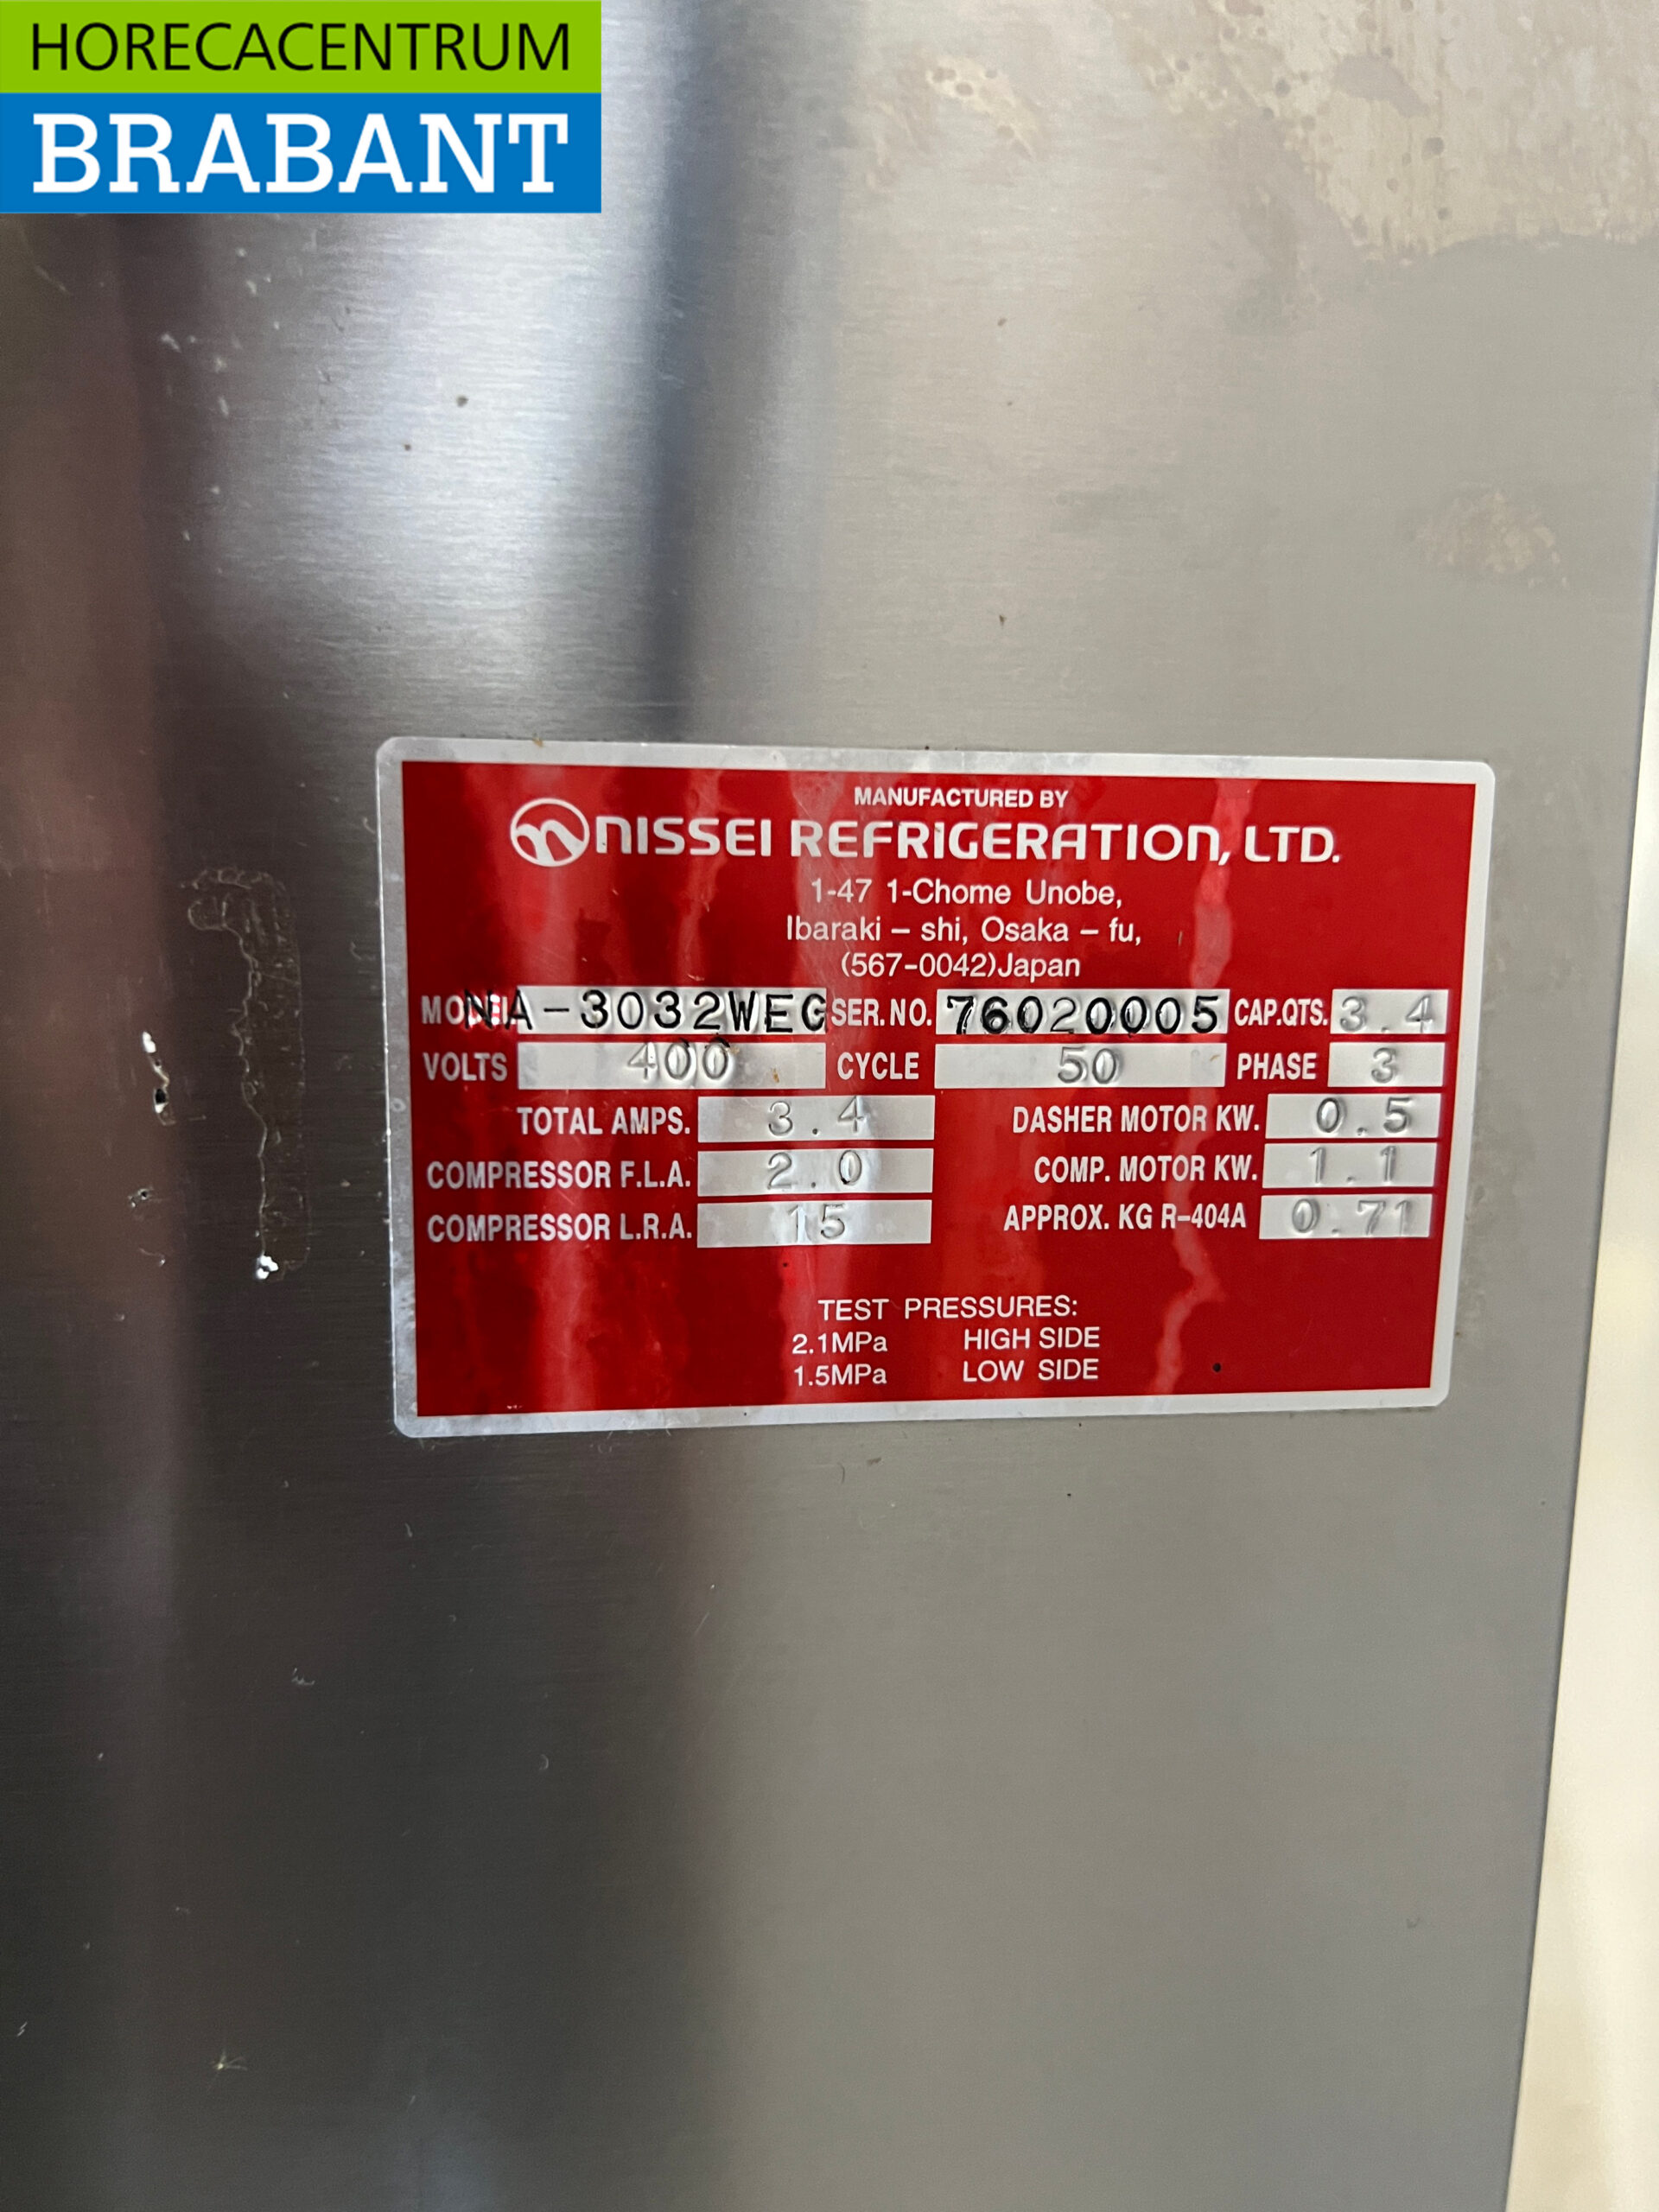 HORECACENTRUM
BRABANT
MANUFACTURED BY
NISSEI REFRIGERATION, LTD.
1-47 1-Chome Unobe,
Ibaraki – shi, Osaka – fu,
(567-0042)Japan
MODEL NA-3032WEG SER.NO. 76020005 CAP.QTS. 3.4
VOLTS 400 CYCLE 50 PHASE 3
TOTAL AMPS. 3.4 DASHER MOTOR KW. 0.5
COMPRESSOR F.L.A. 2.0 COMP. MOTOR KW. 1.1
COMPRESSOR L.R.A. 15 APPROX. KG R-404A 0.71
TEST PRESSURES:
2.1MPa HIGH SIDE
1.5MPa LOW SIDE